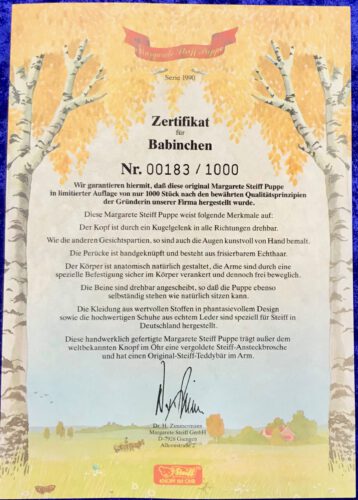 Margarete Steiff Puppe
Serie 1990
Zertifikat
für
Babinchen
Nr. 00183 / 1000
Wir garantieren hiermit, daß diese original Margarete Steiff Puppe
in limitierter Auflage von nur 1000 Stück nach den bewährten Qualitätsprinzipien
der Gründerin unserer Firma hergestellt wurde.
Diese Margarete Steiff Puppe weist folgende Merkmale auf:
Der Kopf ist durch ein Kugelgelenk in alle Richtungen drehbar.
Wie die anderen Gesichtspartien, so sind auch die Augen kunstvoll von Hand bemalt.
Die Perücke ist handgeknüpft und besteht aus frisierbarem Echthaar.
Der Körper ist anatomisch natürlich gestaltet, die Arme sind durch eine
spezielle Befestigung sicher im Körper verankert und dennoch frei beweglich.
Die Beine sind drehbar angescheibt, so daß die Puppe ebenso
selbständig stehen wie natürlich sitzen kann.
Die Kleidung aus wertvollen Stoffen in phantasievollem Design
sowie die hochwertigen Schuhe aus echtem Leder sind speziell für Steiff in
Deutschland hergestellt.
Diese handwerklich gefertigte Margarete Steiff Puppe trägt außer dem
weltbekannten Knopf im Ohr eine vergoldete Steiff-Ansteckbrosche
und hat einen Original-Steiff-Teddybär im Arm.
Dr. H. Zimmermann
Margarete Steiff GmbH
D-7928 Giengen
Alleenstraße 2
Steiff
KNOPF IM OHR